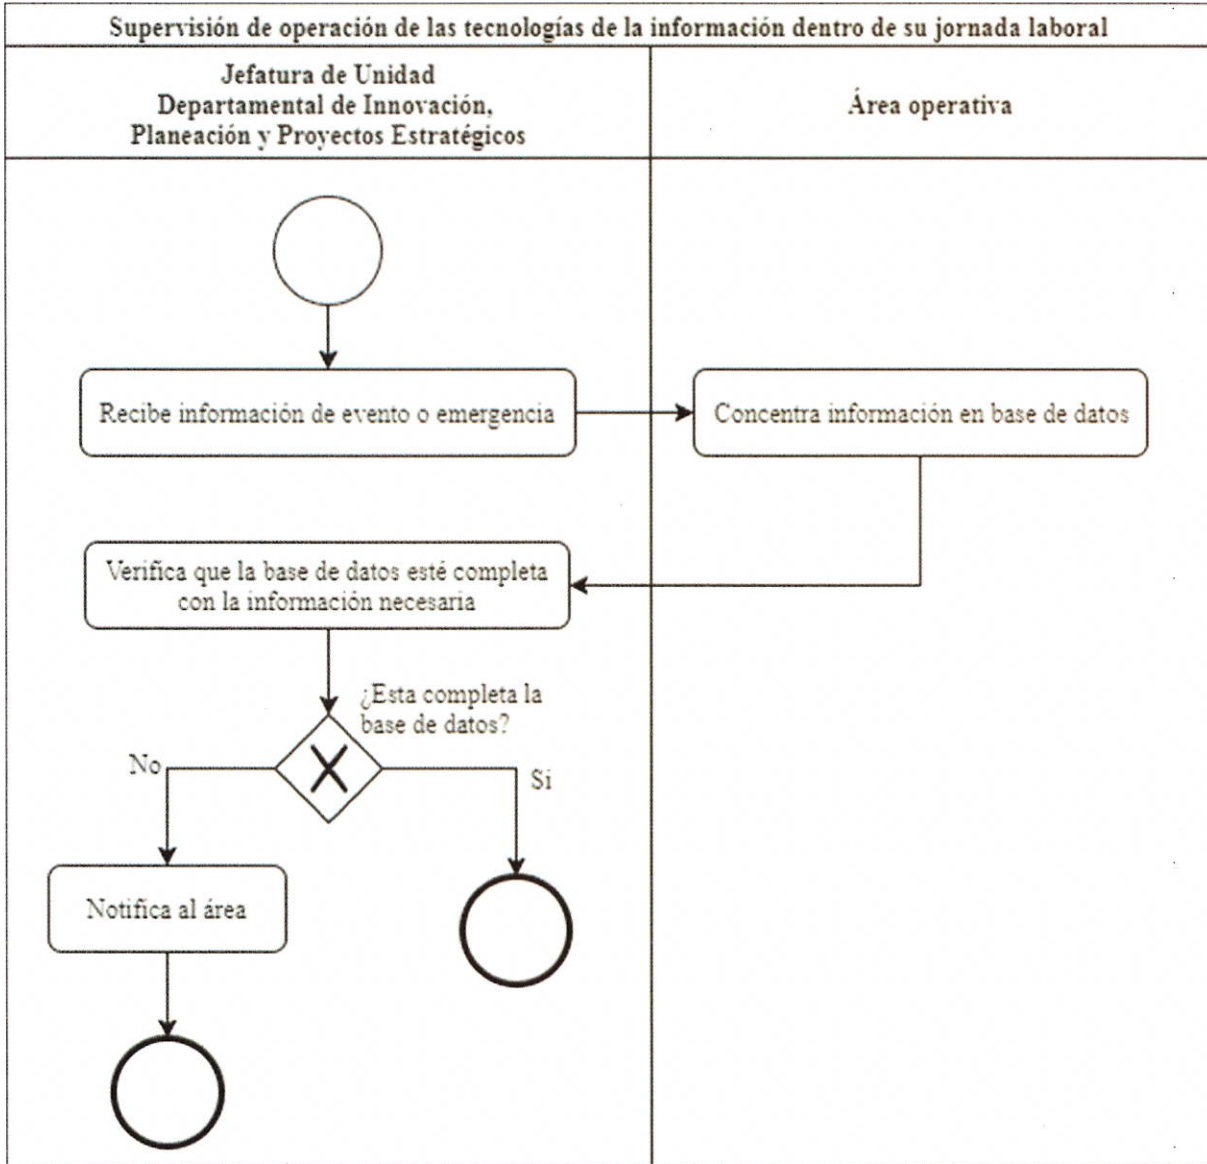 Supervisión de operación de las tecnologías de la información dentro de su jornada laboral
Jefatura de Unidad
Departamental de Innovación,
Planeación y Proyectos Estratégicos
Área operativa
Recibe información de evento o emergencia
Concentra información en base de datos
Verifica que la base de datos esté completa
con la información necesaria
¿Esta completa la
base de datos?
No
Si
Notifica al área